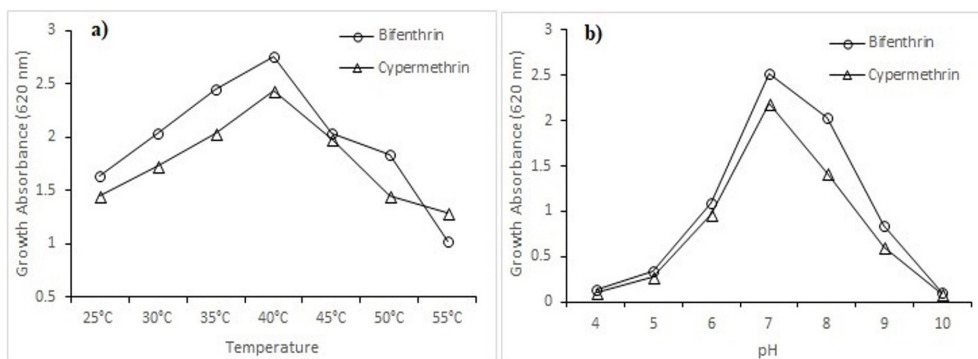 a)
Bifenthrin
Cypermethrin
Growth Absorbance (620 nm)
3
2.5
2
1.5
1
0.5
25°C 30°C 35°C 40°C 45°C 50°C 55°C
Temperature
b)
Bifenthrin
Cypermethrin
Growth Absorbance (620 nm)
3
2.5
2
1.5
1
0.5
0
4 5 6 7 8 9 10
pH